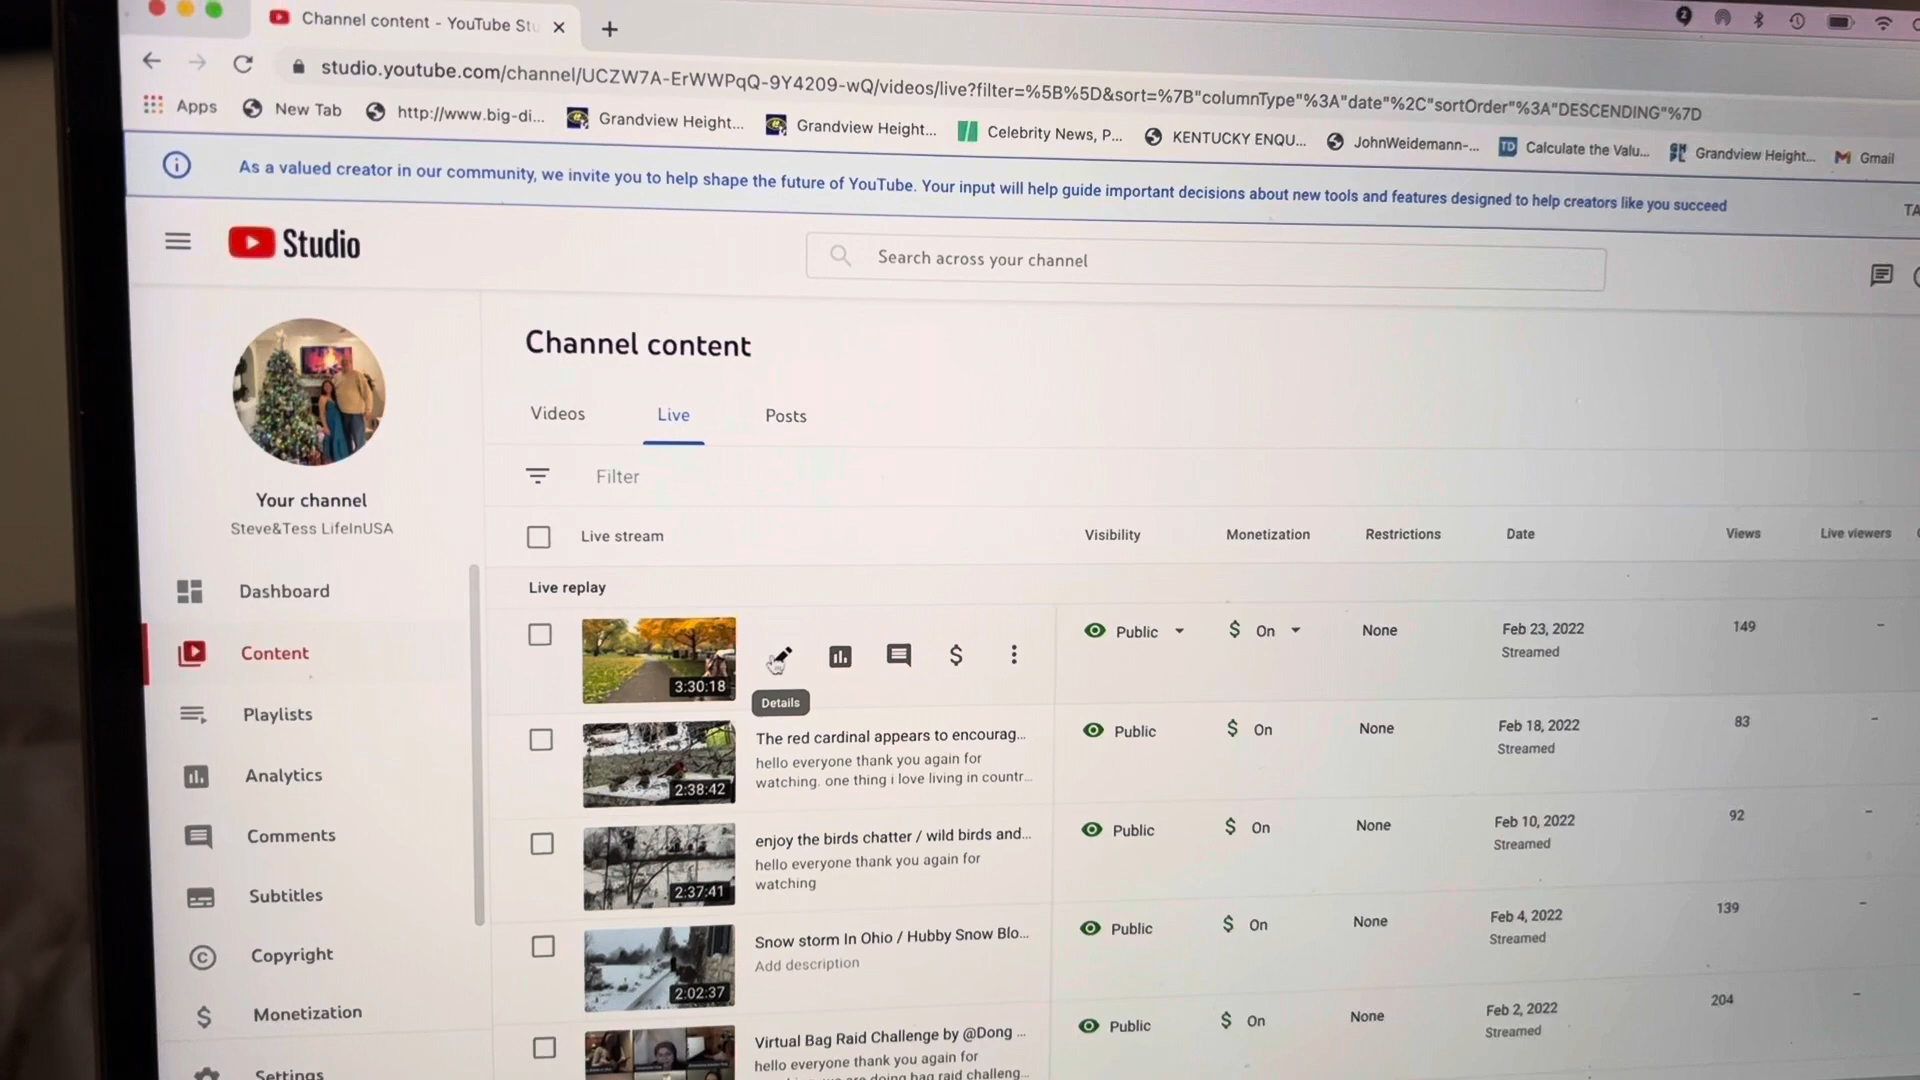 Channel content - YouTube Stu
studio.youtube.com/channel/UCZW7A-ErWWPqQ-9Y4209-wQ/videos/live?filter=%5B%5D&sort=%7B"columnType"%3A"date"%2C"sortOrder"%3A"DESCENDING"%7D
Apps New Tab http://www.big-di... Grandview Height... Grandview Height... Celebrity News, P... KENTUCKY ENQU... JohnWeidemann-... TD Calculate the Valu... Grandview Height... Gmail
As a valued creator in our community, we invite you to help shape the future of YouTube. Your input will help guide important decisions about new tools and features designed to help creators like you succeed
TA
Studio
Search across your channel
Channel content
Videos Live Posts
Filter
Your channel
Steve&Tess LifeInUSA
Dashboard
Content
Playlists
Analytics
Comments
Subtitles
Copyright
Monetization
Settings
Live stream Visibility Monetization Restrictions Date Views Live viewers
Live replay
3:30:18 Public On None Feb 23, 2022 149 –
Streamed
Details
The red cardinal appears to encourag... Public On None Feb 18, 2022 83 –
hello everyone thank you again for Streamed
watching. one thing i love living in countr...
2:38:42
enjoy the birds chatter / wild birds and... Public On None Feb 10, 2022 92 –
hello everyone thank you again for Streamed
watching
2:37:41
Snow storm In Ohio / Hubby Snow Blo... Public On None Feb 4, 2022 139 –
Add description Streamed
2:02:37
Virtual Bag Raid Challenge by @Dong ... Public On None Feb 2, 2022 204 –
hello everyone thank you again for Streamed
are doing bag raid challeng...